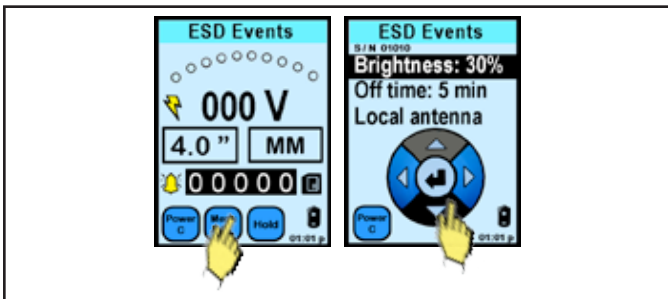 ESD Events
000 V
4.0 ” MM
00000
Power C Hold
01:01 p
ESD Events
S/N 01010
Brightness: 30%
Off time: 5 min
Local antenna
Power C
01:01 p